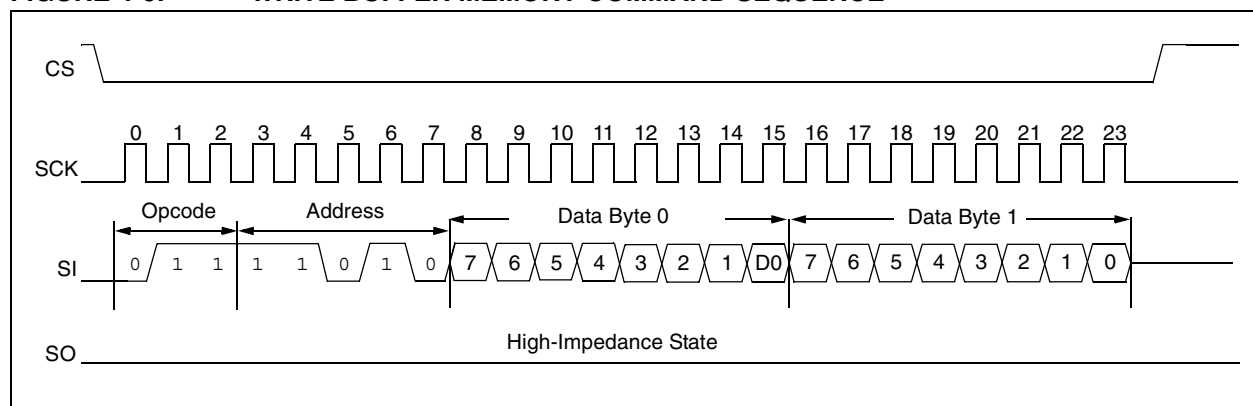 CS
0 1 2 3 4 5 6 7 8 9 10 11 12 13 14 15 16 17 18 19 20 21 22 23
SCK
Opcode Address Data Byte 0 Data Byte 1
SI 0 1 1 1 1 0 1 0 7 6 5 4 3 2 1 D0 7 6 5 4 3 2 1 0
High-Impedance State
SO